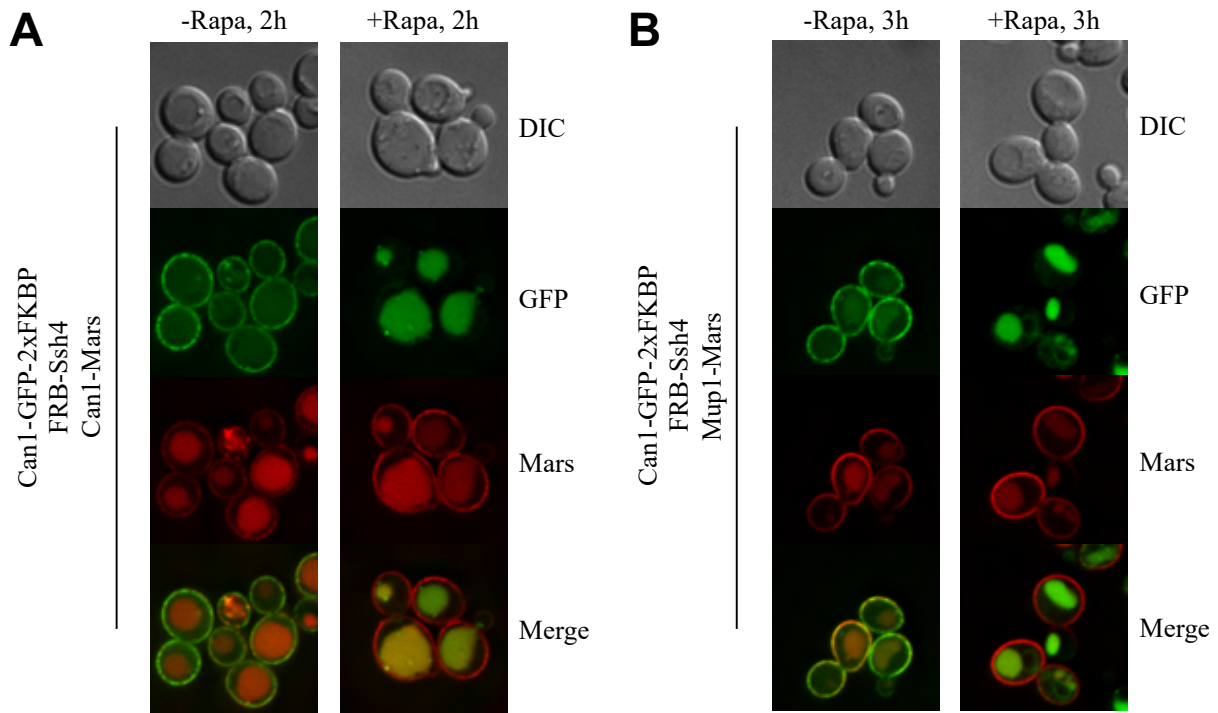 A
-Rapa, 2h
+Rapa, 2h
DIC
GFP
Mars
Merge
Can1-GFP-2xFKBP
FRB-Ssh4
Can1-Mars
B
-Rapa, 3h
+Rapa, 3h
DIC
GFP
Mars
Merge
Can1-GFP-2xFKBP
FRB-Ssh4
Mup1-Mars